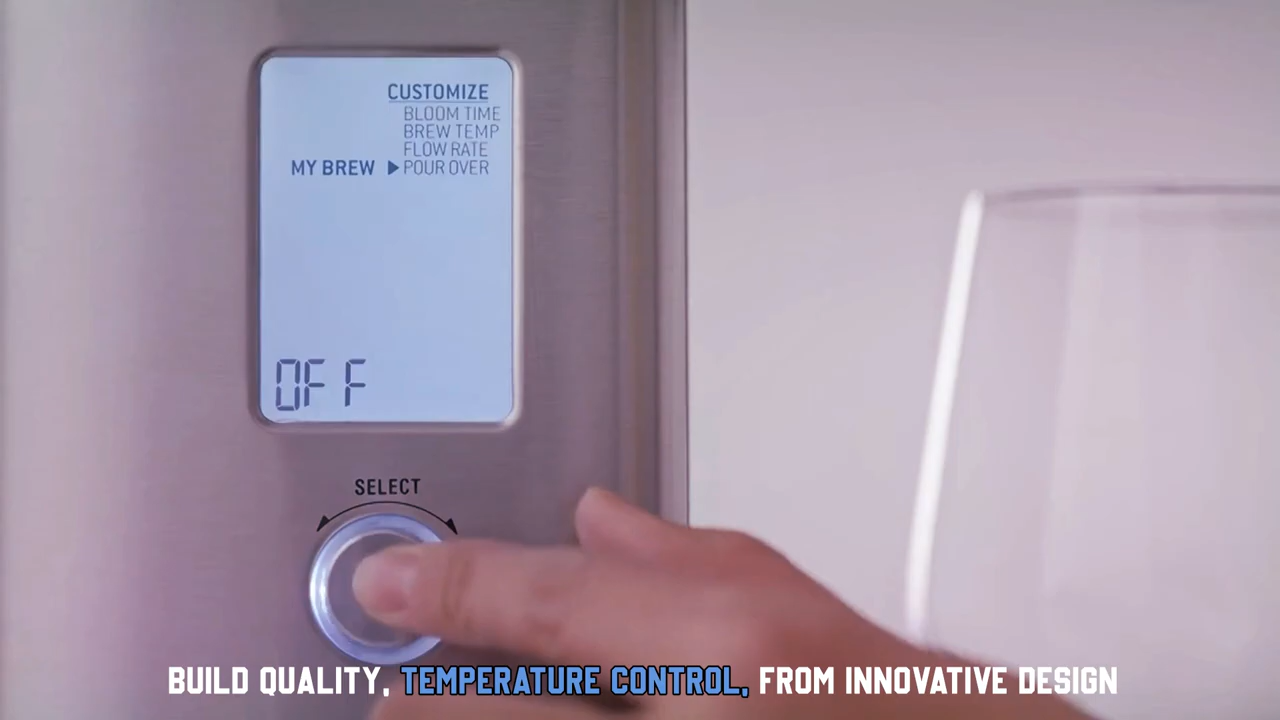 CUSTOMIZE
BLOOM TIME
BREW TEMP
FLOW RATE
MY BREW ▶ POUR OVER
OFF
SELECT
BUILD QUALITY, TEMPERATURE CONTROL, FROM INNOVATIVE DESIGN